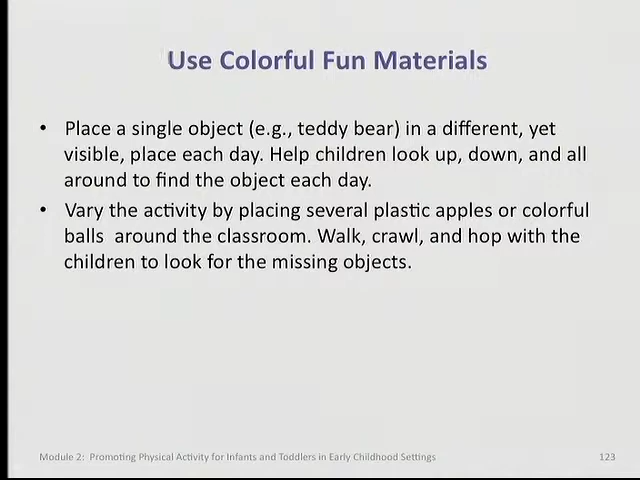 Use Colorful Fun Materials
• Place a single object (e.g., teddy bear) in a different, yet
visible, place each day. Help children look up, down, and all
around to find the object each day.
• Vary the activity by placing several plastic apples or colorful
balls  around the classroom. Walk, crawl, and hop with the
children to look for the missing objects.
Module 2:  Promoting Physical Activity for Infants and Toddlers in Early Childhood Settings
123